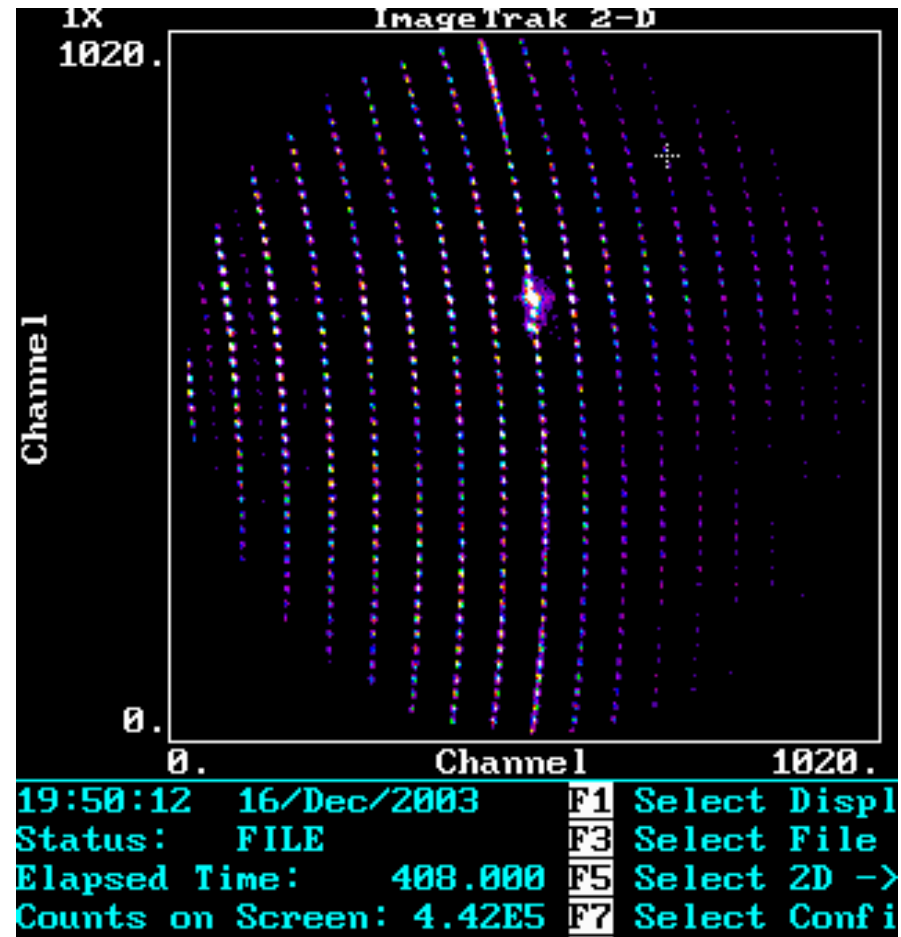 1X ImageTrak 2-D
1020.
Channel
0.
0. Channel 1020.
19:50:12 16/Dec/2003 F1 Select Displ
Status: FILE F3 Select File
Elapsed Time: 408.000 F5 Select 2D ->
Counts on Screen: 4.42E5 F7 Select Confi